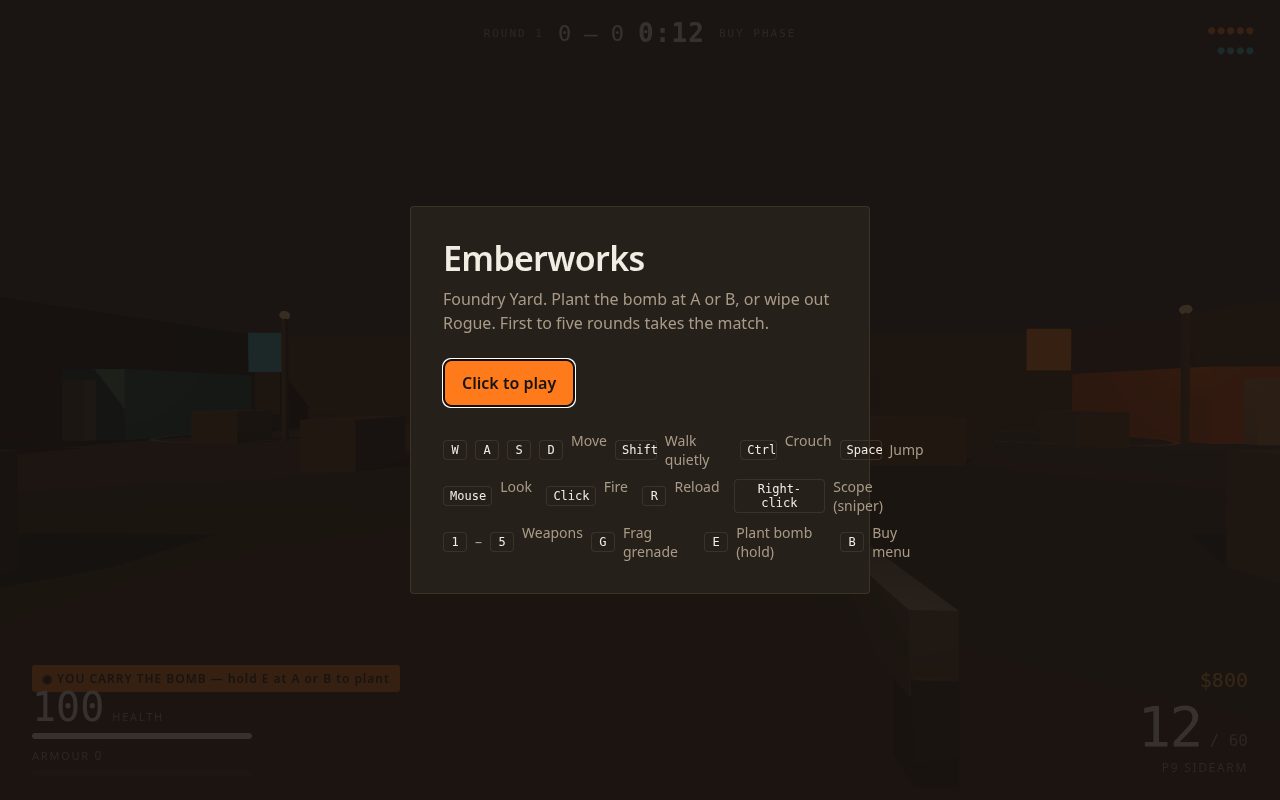 ROUND 1 0 — 0 0:12 BUY PHASE
Emberworks
Foundry Yard. Plant the bomb at A or B, or wipe out
Rogue. First to five rounds takes the match.
Click to play
W A S D Move Shift Walk quietly Ctrl Crouch Space Jump
Mouse Look Click Fire R Reload Right-click Scope (sniper)
1 – 5 Weapons G Frag grenade E Plant bomb (hold) B Buy menu
● YOU CARRY THE BOMB — hold E at A or B to plant
100 HEALTH
ARMOUR 0
$800
12 / 60
P9 SIDEARM